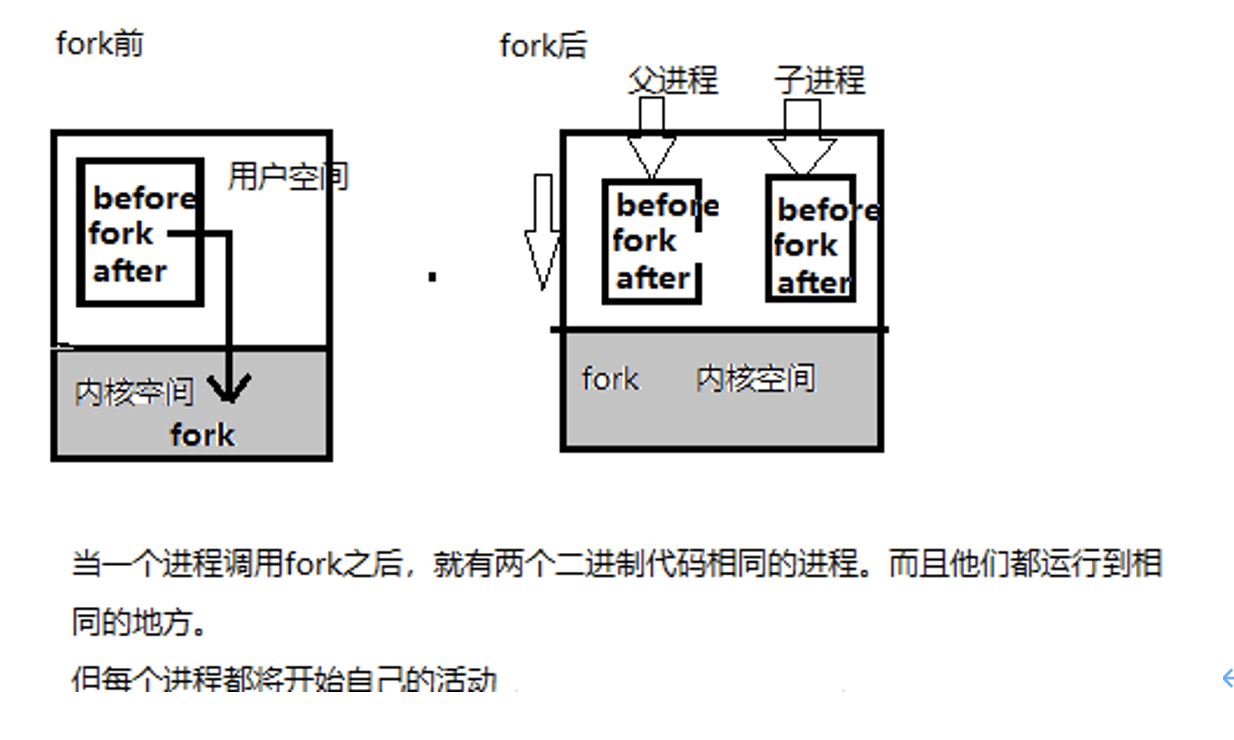 fork前
fork后
父进程
子进程
用户空间
before
fork
after
内核空间
fork
before
fork
after
before
fork
after
fork
内核空间
当一个进程调用fork之后，就有两个二进制代码相同的进程。而且他们都运行到相
同的地方。
但每个进程都将开始自己的活动